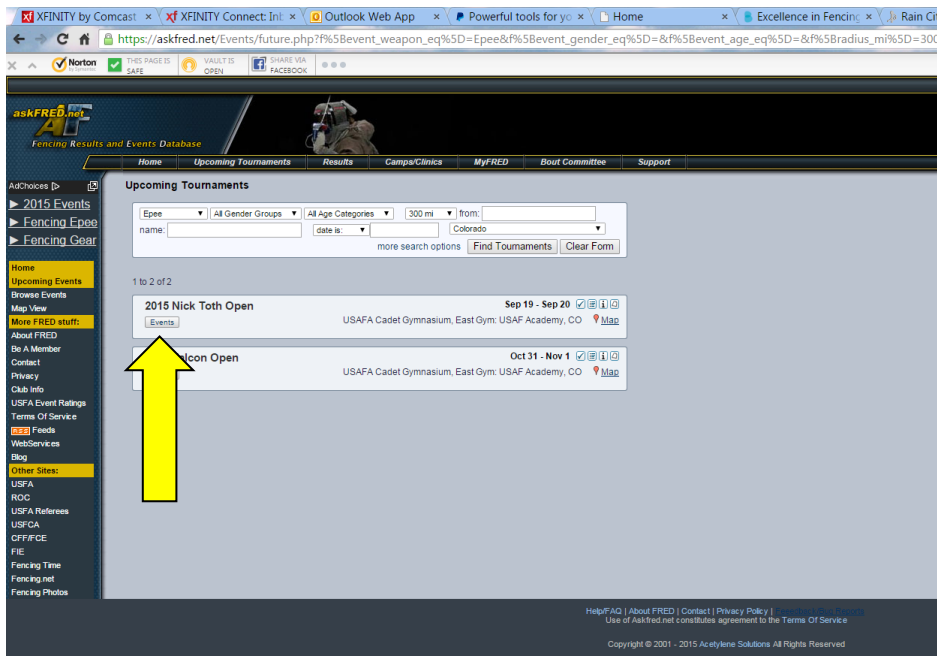 XFINITY by Comcast × XFINITY Connect: Inb × Outlook Web App × Powerful tools for yo × Home × Excellence in Fencing × Rain Ci
https://askfred.net/Events/future.php?f%5Bevent_weapon_eq%5D=Epee&f%5Bevent_gender_eq%5D=&f%5Bevent_age_eq%5D=&f%5Bradius_mi%5D=300
Norton by Symantec THIS PAGE IS SAFE VAULT IS OPEN SHARE VIA FACEBOOK
askFRED.net
Fencing Results and Events Database
Home Upcoming Tournaments Results Camps/Clinics MyFRED Bout Committee Support
AdChoices
► 2015 Events
► Fencing Epee
► Fencing Gear
Home
Upcoming Events
Browse Events
Map View
More FRED stuff:
About FRED
Be A Member
Contact
Privacy
Club Info
USFA Event Ratings
Terms Of Service
RSS Feeds
WebServices
Blog
Other Sites:
USFA
ROC
USFA Referees
USFCA
CFF/FCE
FIE
Fencing Time
Fencing.net
Fencing Photos
Upcoming Tournaments
Epee All Gender Groups All Age Categories 300 mi from:
name: date is: Colorado
more search options Find Tournaments Clear Form
1 to 2 of 2
2015 Nick Toth Open Sep 19 - Sep 20
Events USAFA Cadet Gymnasium, East Gym: USAF Academy, CO Map
lcon Open Oct 31 - Nov 1
USAFA Cadet Gymnasium, East Gym: USAF Academy, CO Map
Help/FAQ | About FRED | Contact | Privacy Policy |
Use of Askfred.net constitutes agreement to the Terms Of Service
Copyright © 2001 - 2015 Acetylene Solutions All Rights Reserved